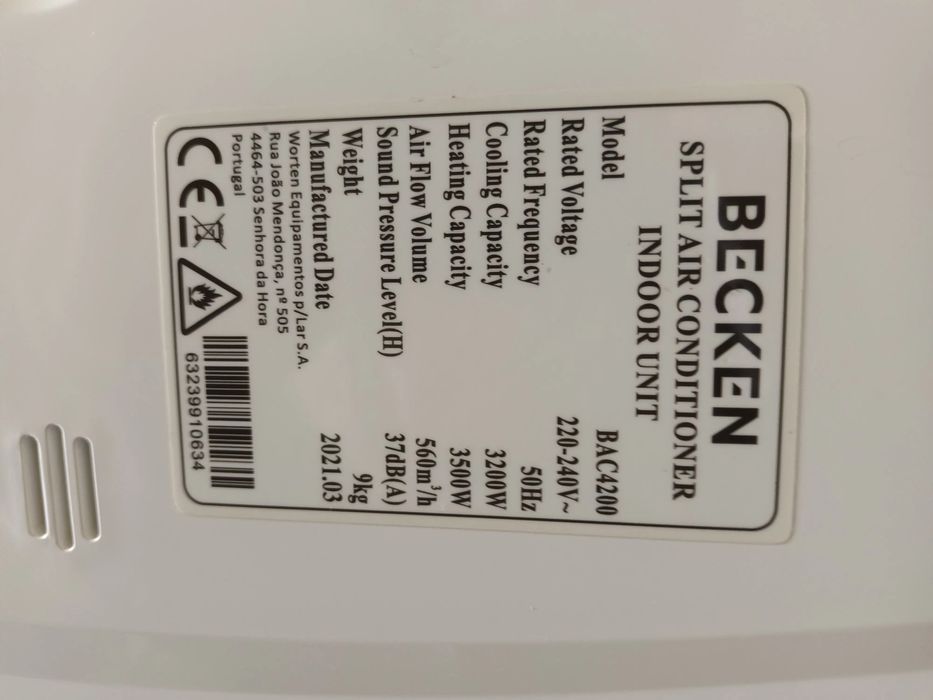 BECKEN
SPLIT AIR CONDITIONER
INDOOR UNIT
Model BAC4200
Rated Voltage 220-240V~
Rated Frequency 50Hz
Cooling Capacity 3200W
Heating Capacity 3500W
Air Flow Volume 560m³/h
Sound Pressure Level(H) 37dB(A)
Weight 9kg
Manufactured Date 2021.03
Worten Equipamentos p/Lar S.A.
Rua João Mendonça, nº 505
4464-503 Senhora da Hora
Portugal
CE
63239910634